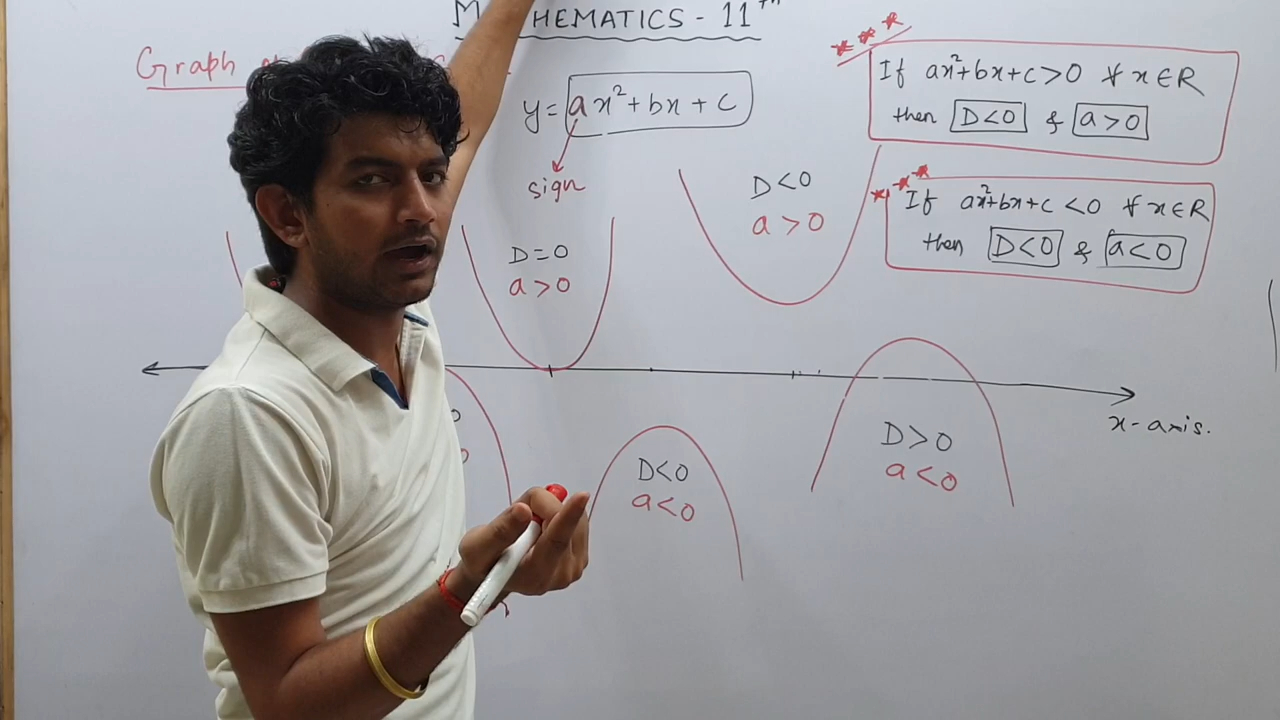 HEMATICS - 11th
Graph
y = ax² + bx + c
sign
D = 0
a > 0
D < 0
a > 0
*** If ax²+bx+c > 0 ∀ x ∈ R
then D<0 & a>0
*** If ax²+bx+c < 0 ∀ x ∈ R
then D<0 & a<0
D<0
a<0
D>0
a<0
x-axis.